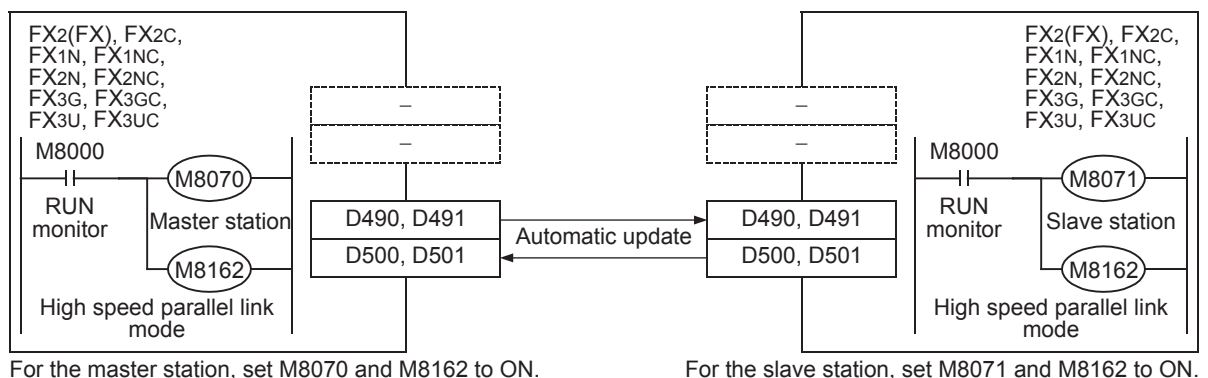 FX2(FX), FX2C,
FX1N, FX1NC,
FX2N, FX2NC,
FX3G, FX3GC,
FX3U, FX3UC
M8000
M8070
RUN
monitor
Master station
M8162
High speed parallel link
mode
–
–
D490, D491
D500, D501
Automatic update
–
–
D490, D491
D500, D501
FX2(FX), FX2C,
FX1N, FX1NC,
FX2N, FX2NC,
FX3G, FX3GC,
FX3U, FX3UC
M8000
M8071
RUN
monitor
Slave station
M8162
High speed parallel link
mode
For the master station, set M8070 and M8162 to ON.
For the slave station, set M8071 and M8162 to ON.